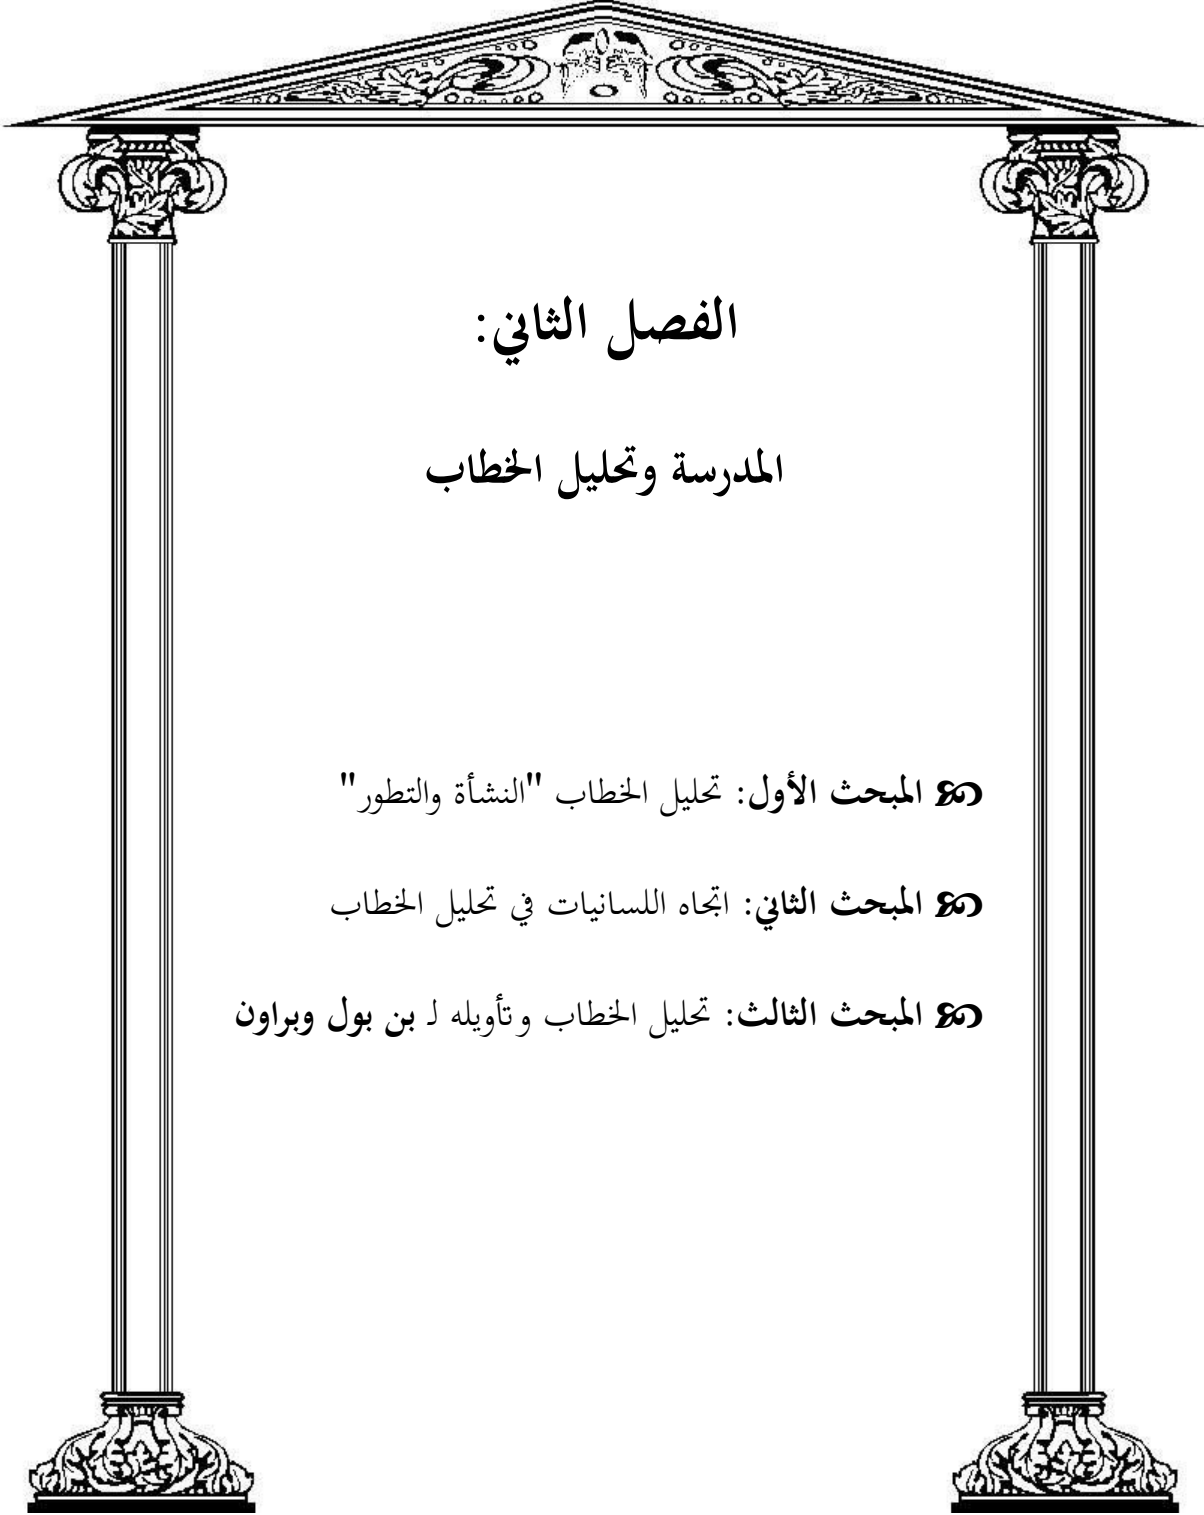 الفصل الثاني:
المدرسة وتحليل الخطاب
المبحث الأول: تحليل الخطاب "النشأة والتطور"
المبحث الثاني: اتجاه اللسانيات في تحليل الخطاب
المبحث الثالث: تحليل الخطاب وتأويله لـ بن بول وبراون